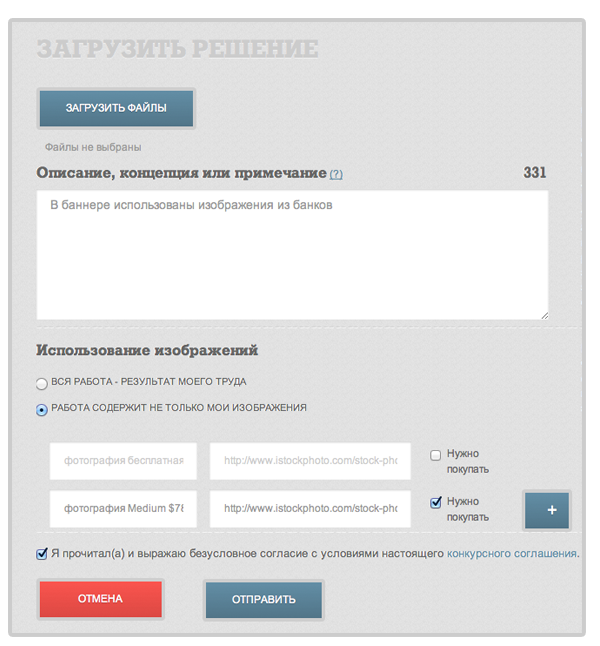 ЗАГРУЗИТЬ РЕШЕНИЕ
ЗАГРУЗИТЬ ФАЙЛЫ
Файлы не выбраны
Описание, концепция или примечание (?) 331
В баннере использованы изображения из банков
Использование изображений
ВСЯ РАБОТА - РЕЗУЛЬТАТ МОЕГО ТРУДА
РАБОТА СОДЕРЖИТ НЕ ТОЛЬКО МОИ ИЗОБРАЖЕНИЯ
фотография бесплатная http://www.istockphoto.com/stock-pho Нужно
покупать
фотография Medium $78 http://www.istockphoto.com/stock-pho Нужно
покупать +
Я прочитал(а) и выражаю безусловное согласие с условиями настоящего конкурсного соглашения.
ОТМЕНА ОТПРАВИТЬ